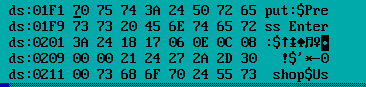 ds:01F1 70 75 74 3A 24 50 72 65 put:$Pre
ds:01F9 73 73 20 45 6E 74 65 72 ss Enter
ds:0201 3A 24 18 17 06 0E 0C 08 :$↑↨♠♫♀◘
ds:0209 00 00 21 24 27 2A 2D 30   !$'*-0
ds:0211 00 73 68 6F 70 24 55 73  shop$Us